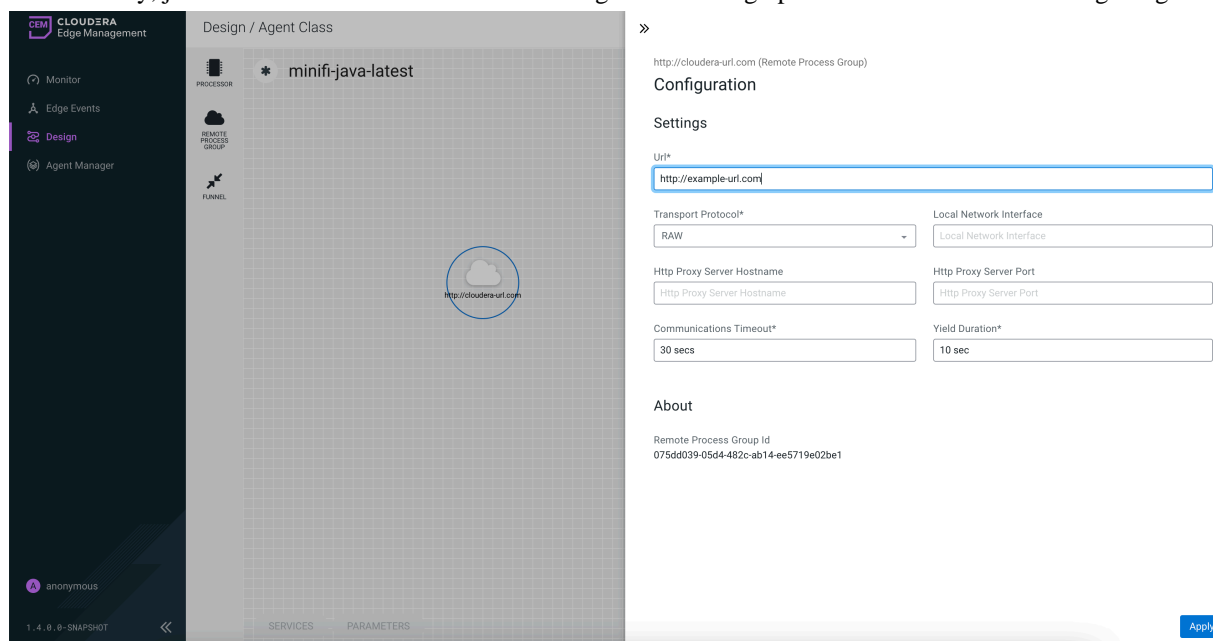 CEM CLOUDERA
Edge Management
Monitor
Edge Events
Design
Agent Manager
A anonymous
1.4.0.0-SNAPSHOT
Design / Agent Class
PROCESSOR
REMOTE
PROCESS
GROUP
FUNNEL
minifi-java-latest
http://cloudera-url.com
SERVICES PARAMETERS
http://cloudera-url.com (Remote Process Group)
Configuration
Settings
Url*
http://example-url.com
Transport Protocol* Local Network Interface
RAW Local Network Interface
Http Proxy Server Hostname Http Proxy Server Port
Http Proxy Server Hostname Http Proxy Server Port
Communications Timeout* Yield Duration*
30 secs 10 sec
About
Remote Process Group Id
075dd039-05d4-482c-ab14-ee5719e02be1
Apply